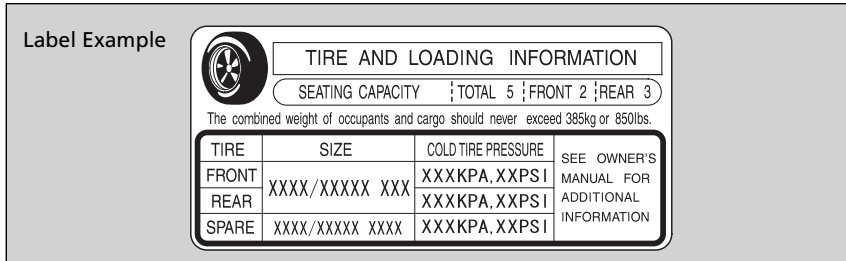 Label Example
TIRE AND LOADING INFORMATION
SEATING CAPACITY TOTAL 5 FRONT 2 REAR 3
The combined weight of occupants and cargo should never exceed 385kg or 850lbs.
TIRE SIZE COLD TIRE PRESSURE
FRONT XXXX/XXXXX XXX XXXKPA,XXPSI
REAR XXXKPA,XXPSI
SPARE XXXX/XXXXX XXXX XXXKPA,XXPSI
SEE OWNER'S
MANUAL FOR
ADDITIONAL
INFORMATION